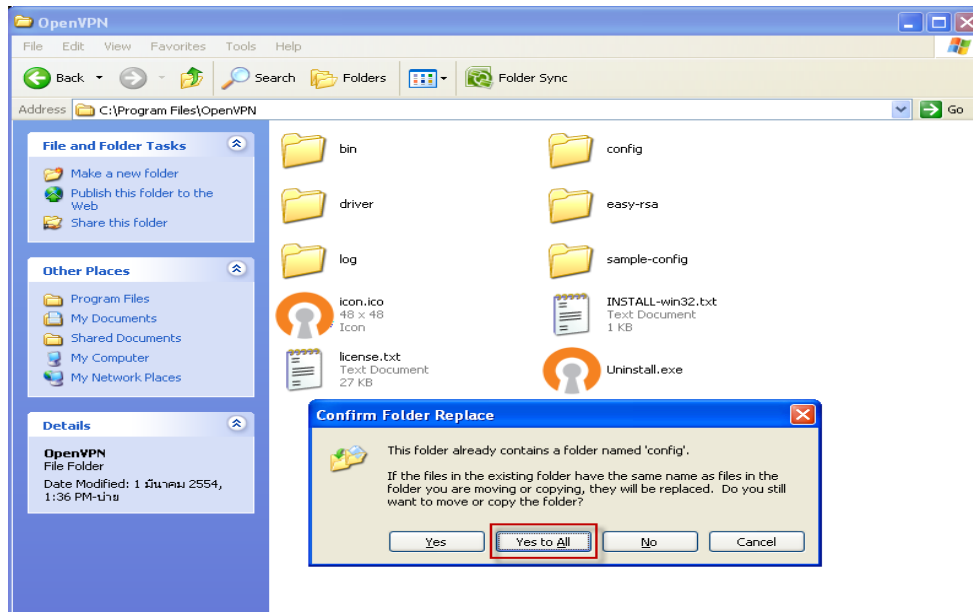 OpenVPN
File Edit View Favorites Tools Help
Back Search Folders Folder Sync
Address C:\Program Files\OpenVPN Go
File and Folder Tasks
Make a new folder
Publish this folder to the
Web
Share this folder
Other Places
Program Files
My Documents
Shared Documents
My Computer
My Network Places
Details
OpenVPN
File Folder
Date Modified: 1 มีนาคม 2554,
1:36 PM-บ่าย
bin
config
driver
easy-rsa
log
sample-config
icon.ico
48 x 48
Icon
INSTALL-win32.txt
Text Document
1 KB
license.txt
Text Document
27 KB
Uninstall.exe
Confirm Folder Replace
This folder already contains a folder named 'config'.
If the files in the existing folder have the same name as files in the
folder you are moving or copying, they will be replaced. Do you still
want to move or copy the folder?
Yes Yes to All No Cancel